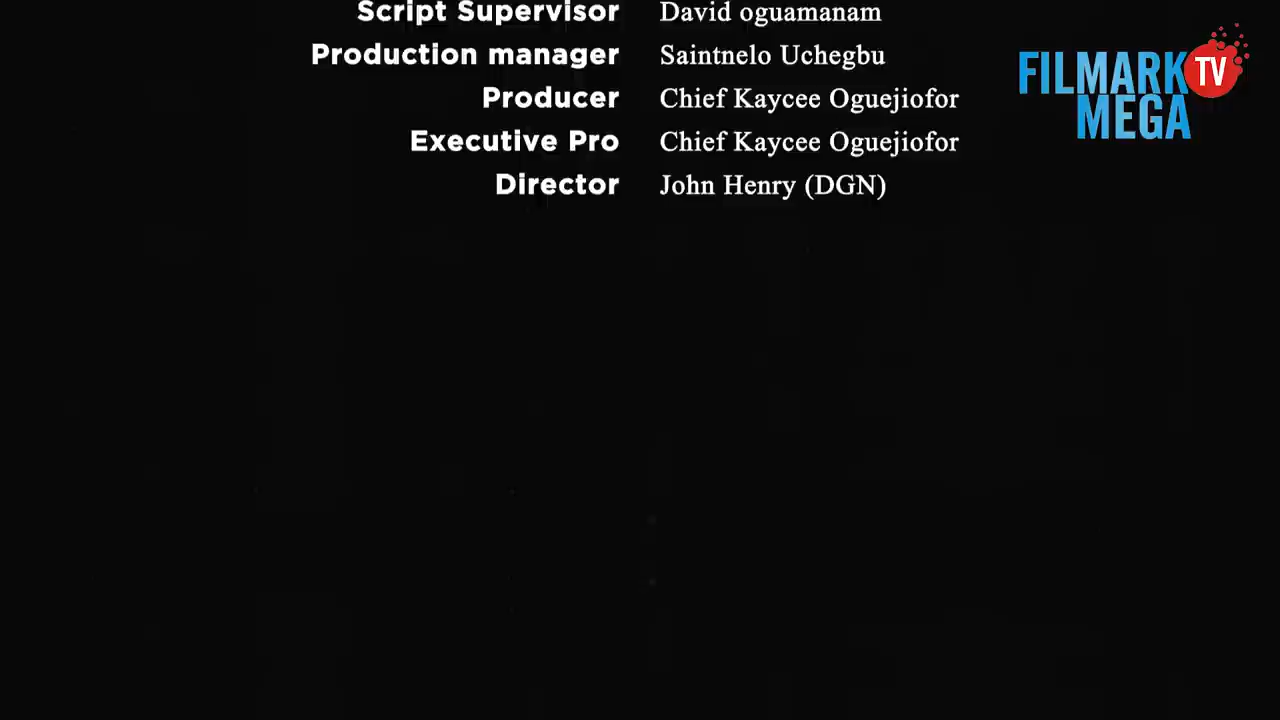 Script Supervisor David oguamanam
Production manager Saintnelo Uchegbu
Producer Chief Kaycee Oguejiofor
Executive Pro Chief Kaycee Oguejiofor
Director John Henry (DGN)
FILMARK TV
MEGA